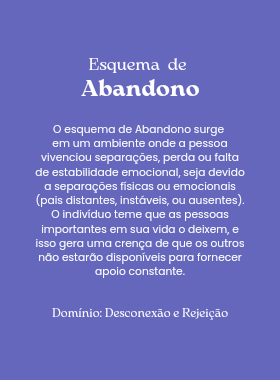 Esquema de
Abandono
O esquema de Abandono surge
em um ambiente onde a pessoa
vivenciou separações, perda ou falta
de estabilidade emocional, seja devido
a separações físicas ou emocionais
(pais distantes, instáveis, ou ausentes).
O indivíduo teme que as pessoas
importantes em sua vida o deixem, e
isso gera uma crença de que os outros
não estarão disponíveis para fornecer
apoio constante.
Domínio: Desconexão e Rejeição